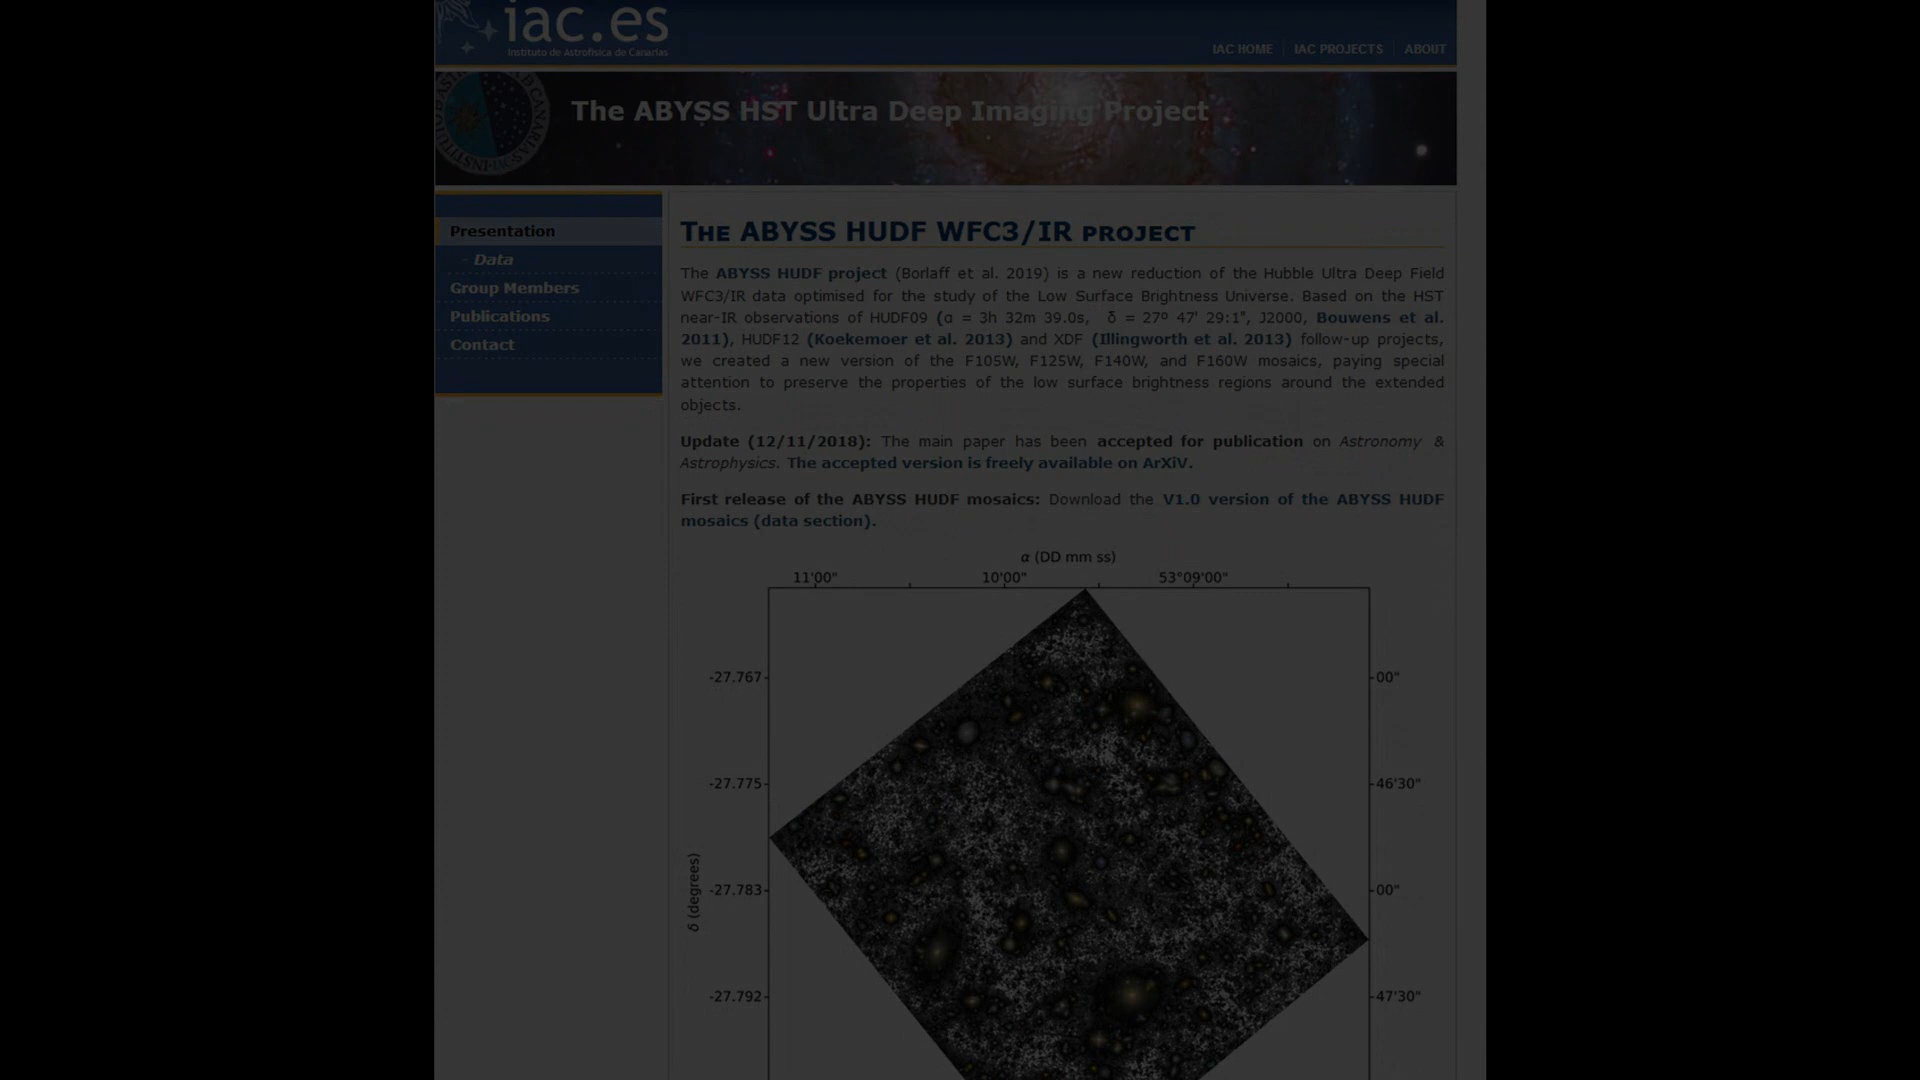 iac.es
Instituto de Astrofísica de Canarias
IAC HOME IAC PROJECTS ABOUT
The ABYSS HST Ultra Deep Imaging Project
Presentation
- Data
Group Members
Publications
Contact
The ABYSS HUDF WFC3/IR project
The ABYSS HUDF project (Borlaff et al. 2019) is a new reduction of the Hubble Ultra Deep Field
WFC3/IR data optimised for the study of the Low Surface Brightness Universe. Based on the HST
near-IR observations of HUDF09 (α = 3h 32m 39.0s, δ = 27º 47' 29:1", J2000, Bouwens et al.
2011), HUDF12 (Koekemoer et al. 2013) and XDF (Illingworth et al. 2013) follow-up projects,
we created a new version of the F105W, F125W, F140W, and F160W mosaics, paying special
attention to preserve the properties of the low surface brightness regions around the extended
objects.
Update (12/11/2018): The main paper has been accepted for publication on Astronomy &
Astrophysics. The accepted version is freely available on ArXiV.
First release of the ABYSS HUDF mosaics: Download the V1.0 version of the ABYSS HUDF
mosaics (data section).
α (DD mm ss)
11'00" 10'00" 53°09'00"
-27.767 00"
-27.775 46'30"
-27.783 00"
-27.792 47'30"
δ (degrees)